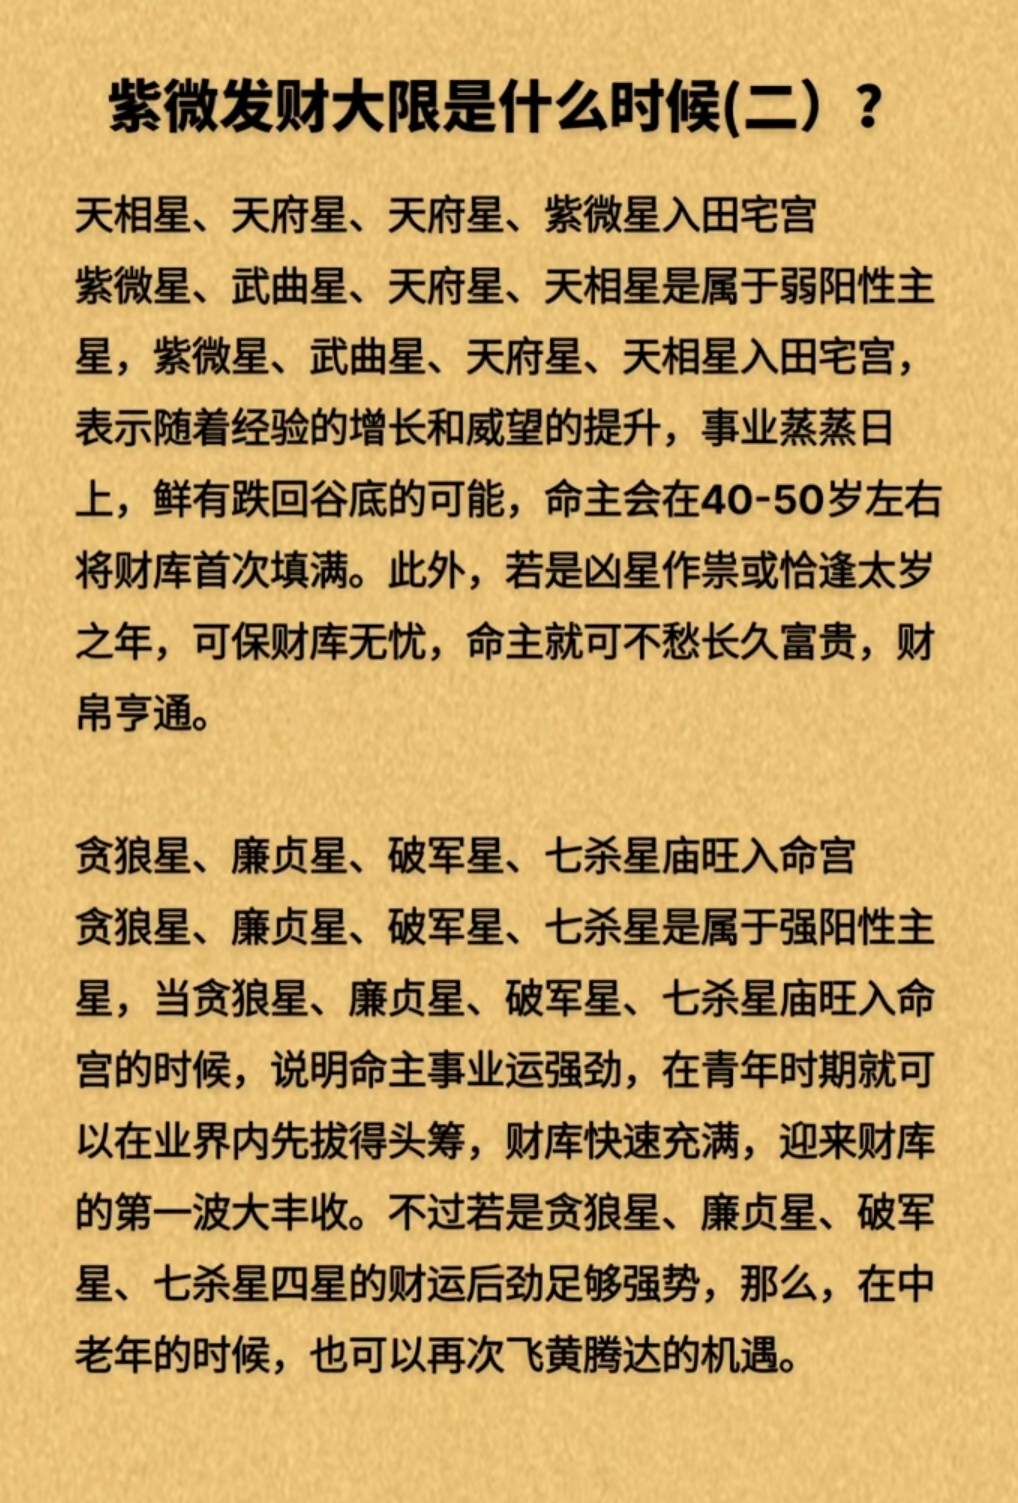 紫微发财大限是什么时候(二）?
天相星、天府星、天府星、紫微星入田宅宫
紫微星、武曲星、天府星、天相星是属于弱阳性主
星，紫微星、武曲星、天府星、天相星入田宅宫，
表示随着经验的增长和威望的提升，事业蒸蒸日
上，鲜有跌回谷底的可能，命主会在40-50岁左右
将财库首次填满。此外，若是凶星作祟或恰逢太岁
之年，可保财库无忧，命主就可不愁长久富贵，财
帛亨通。
贪狼星、廉贞星、破军星、七杀星庙旺入命宫
贪狼星、廉贞星、破军星、七杀星是属于强阳性主
星，当贪狼星、廉贞星、破军星、七杀星庙旺入命
宫的时候，说明命主事业运强劲，在青年时期就可
以在业界内先拔得头筹，财库快速充满，迎来财库
的第一波大丰收。不过若是贪狼星、廉贞星、破军
星、七杀星四星的财运后劲足够强势，那么，在中
老年的时候，也可以再次飞黄腾达的机遇。